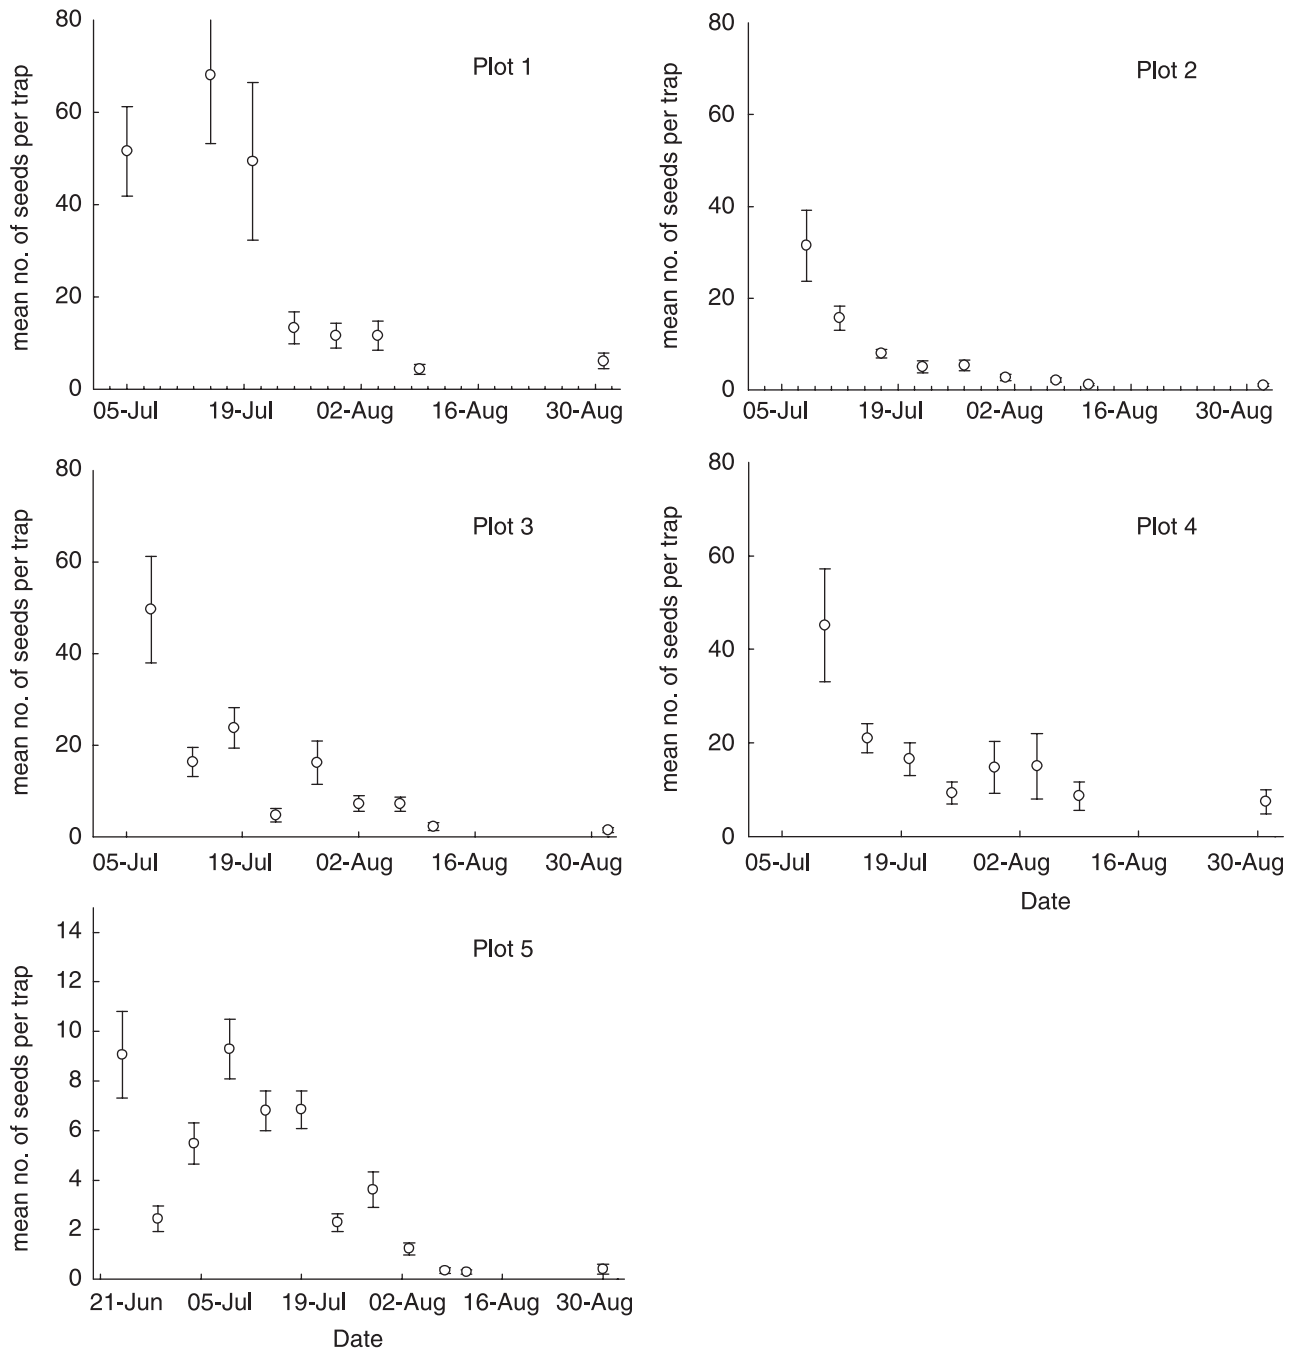 Plot 1
mean no. of seeds per trap
80
60
40
20
0
05-Jul 19-Jul 02-Aug 16-Aug 30-Aug
Plot 2
mean no. of seeds per trap
80
60
40
20
0
05-Jul 19-Jul 02-Aug 16-Aug 30-Aug
Plot 3
mean no. of seeds per trap
80
60
40
20
0
05-Jul 19-Jul 02-Aug 16-Aug 30-Aug
Plot 4
mean no. of seeds per trap
80
60
40
20
0
05-Jul 19-Jul 02-Aug 16-Aug 30-Aug
Date
Plot 5
mean no. of seeds per trap
14
12
10
8
6
4
2
0
21-Jun 05-Jul 19-Jul 02-Aug 16-Aug 30-Aug
Date